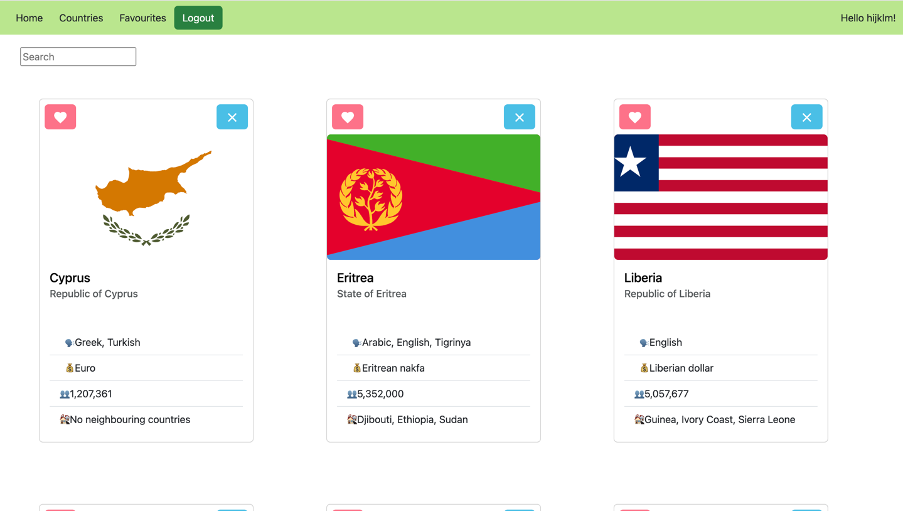 Home Countries Favourites Logout Hello hijklm!
Search
Cyprus
Republic of Cyprus
Greek, Turkish
Euro
1,207,361
No neighbouring countries
Eritrea
State of Eritrea
Arabic, English, Tigrinya
Eritrean nakfa
5,352,000
Djibouti, Ethiopia, Sudan
Liberia
Republic of Liberia
English
Liberian dollar
5,057,677
Guinea, Ivory Coast, Sierra Leone